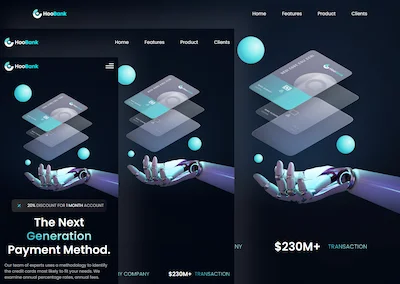 HooBank
Home Features Product Clients
HooBank
Home Features Product Clients
HooBank
20% DISCOUNT FOR 1 MONTH ACCOUNT
The Next
Generation
Payment Method.
Our team of experts uses a methodology to identify
the credit cards most likely to fit your needs. We
examine annual percentage rates, annual fees.
BY COMPANY
$230M+ TRANSACTION
$230M+ TRANSACTION